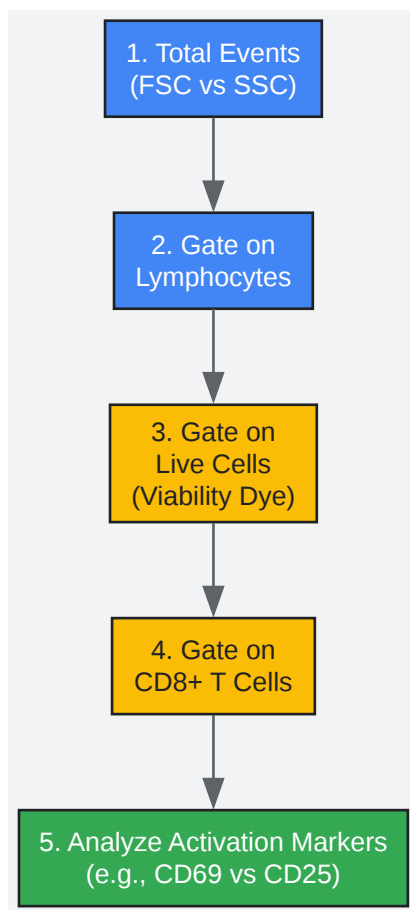 1. Total Events
(FSC vs SSC)
2. Gate on
Lymphocytes
3. Gate on
Live Cells
(Viability Dye)
4. Gate on
CD8+ T Cells
5. Analyze Activation Markers
(e.g., CD69 vs CD25)